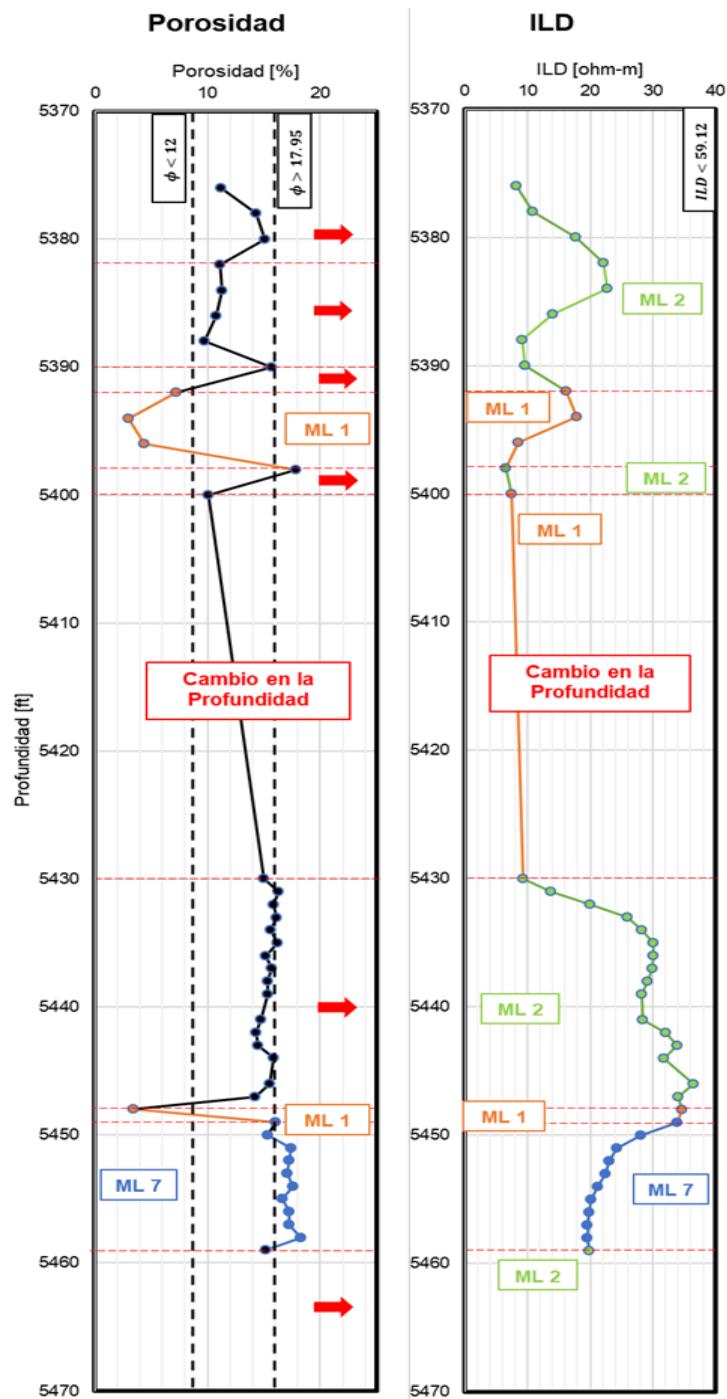 Porosidad
Porosidad [%]
0 10 20
ϕ < 12
ϕ > 17.95
Profundidad [ft]
5370
5380
5390
5400
5410
5420
5430
5440
5450
5460
5470
ML 1
Cambio en la
Profundidad
ML 1
ML 7
ILD
ILD [ohm-m]
0 10 20 30 40
ILD < 59.12
5370
5380
5390
5400
5410
5420
5430
5440
5450
5460
5470
ML 2
ML 1
ML 2
ML 1
Cambio en la
Profundidad
ML 2
ML 1
ML 7
ML 2